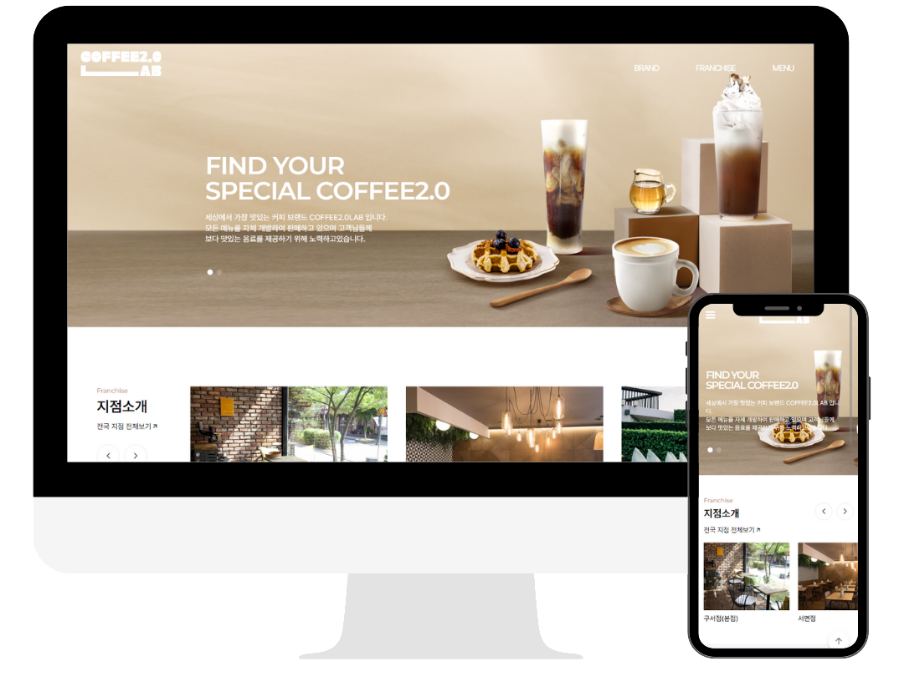 COFFEE2.0
L AB
BRAND
FRANCHISE
MENU
FIND YOUR
SPECIAL COFFEE2.0
세상에서 가장 맛있는 커피 브랜드 COFFEE2.0LAB 입니다.
모든 메뉴를 자체 개발하여 판매하고 있으며 고객님들께
보다 맛있는 음료를 제공하기 위해 노력하고있습니다.
Franchise
지점소개
전국 지점 전체보기
L AB
FIND YOUR
SPECIAL COFFEE2.0
세상에서 가장 맛있는 커피 브랜드 COFFEE2.0LAB 입니
다.
모든 메뉴를 자체 개발하여 판매하고 있으며 고객님들께
보다 맛있는 음료를 제공하기 위해 노력하고있습니다.
Franchise
지점소개
전국 지점 전체보기
구서점(본점)
서면점